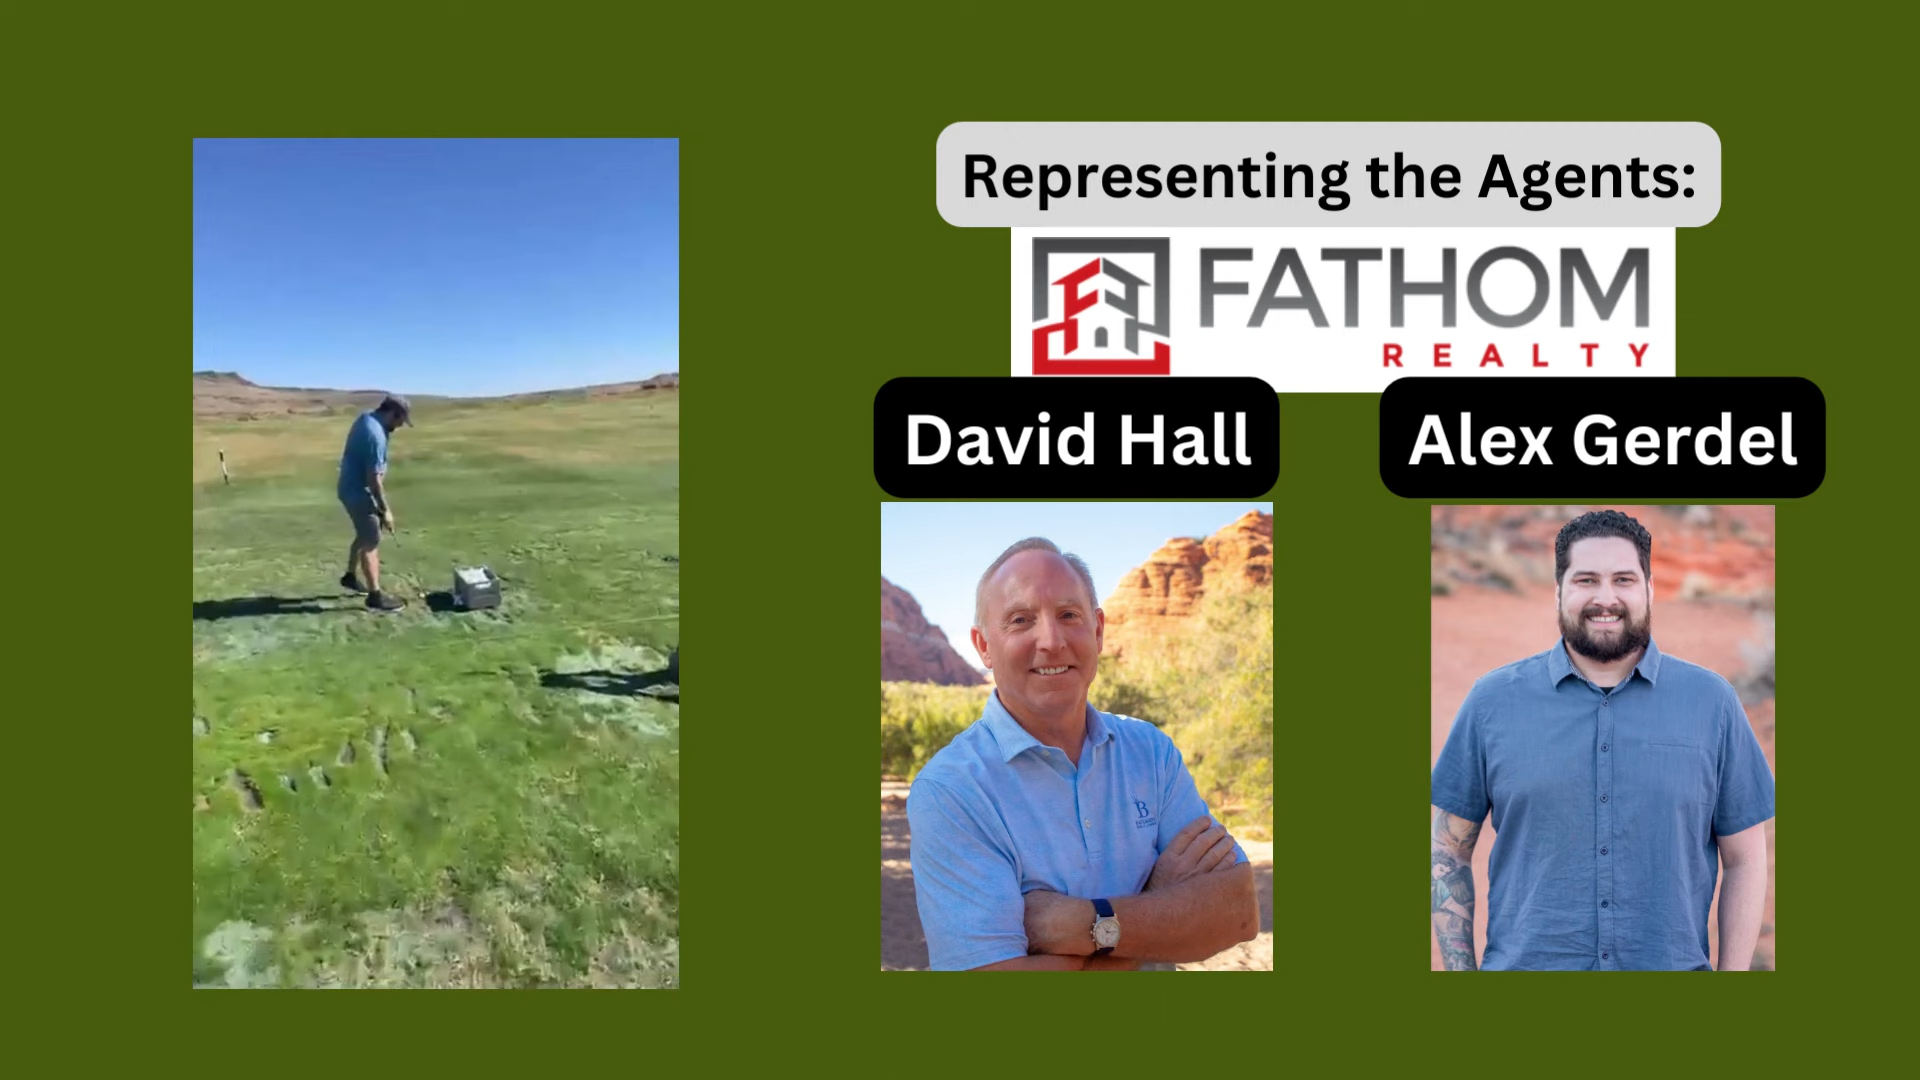 Representing the Agents:
FATHOM
REALTY
David Hall
Alex Gerdel
B